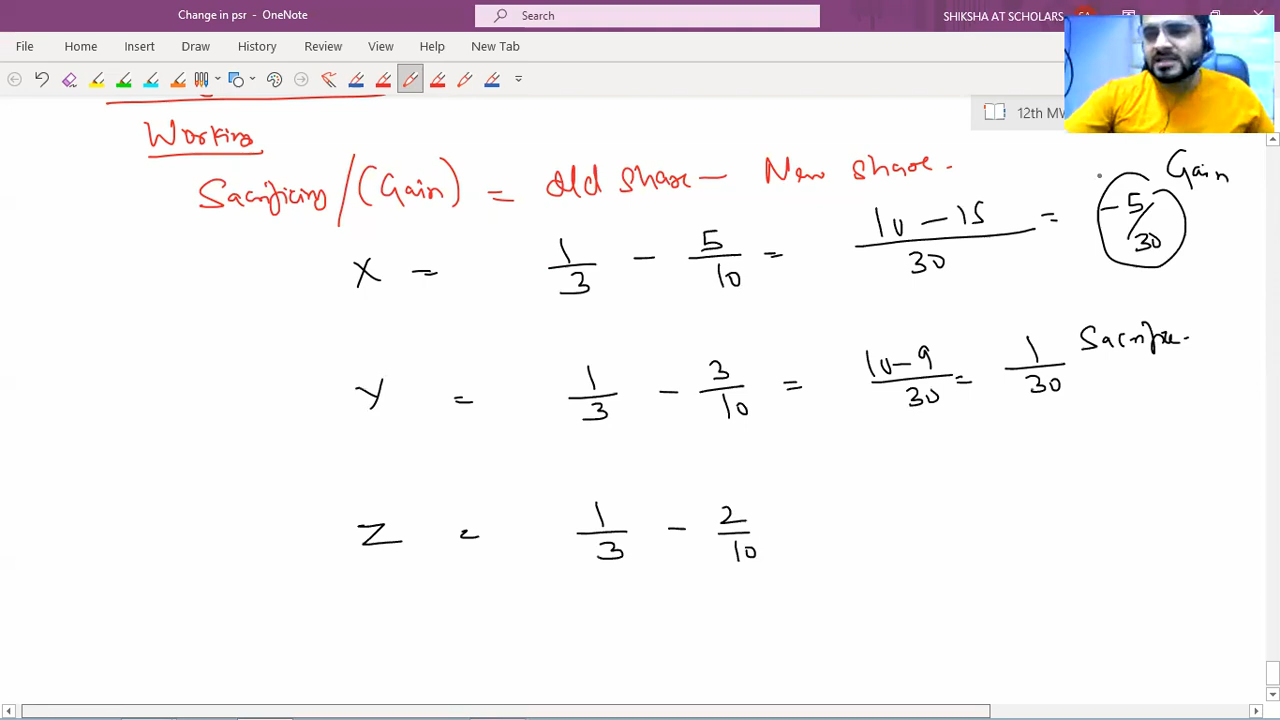 Change in psr - OneNote
Search
SHIKSHA AT SCHOLARS
File Home Insert Draw History Review View Help New Tab
12th MW
Working
Sacrificing/(Gain) = Old share - New share.
X = 1/3 - 5/10 = 10-15/30 = -5/30 Gain
Y = 1/3 - 3/10 = 10-9/30 = 1/30 Sacrifice.
Z = 1/3 - 2/10